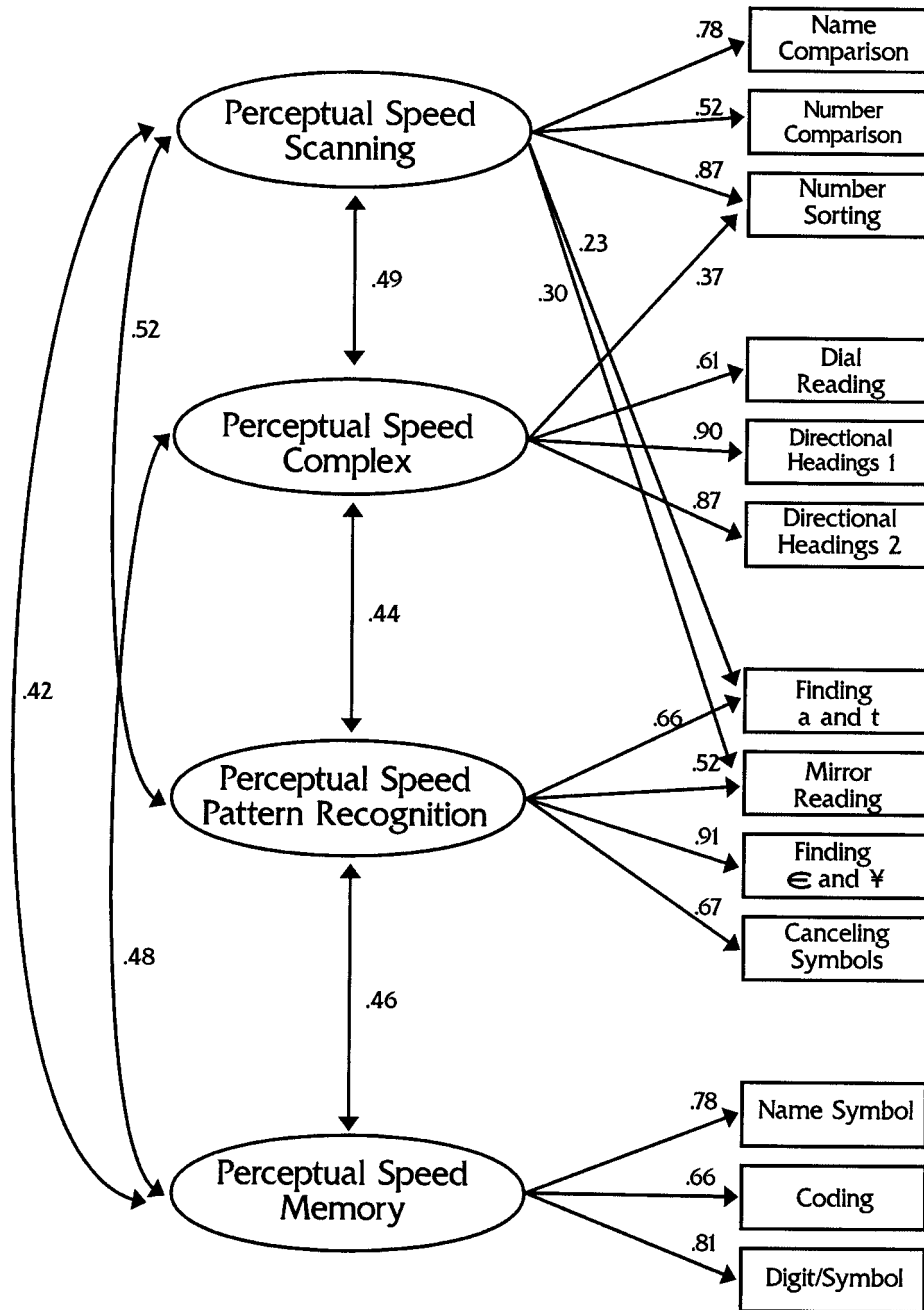 .78
Name
Comparison
Perceptual Speed
Scanning
.52
Number
Comparison
.87
Number
Sorting
.23
.30
.37
.49
.52
.61
Dial
Reading
Perceptual Speed
Complex
.90
Directional
Headings 1
.87
Directional
Headings 2
.44
.42
.66
Finding
a and t
Perceptual Speed
Pattern Recognition
.52
Mirror
Reading
.91
Finding
∈ and ¥
.67
Canceling
Symbols
.48
.46
.78
Name Symbol
Perceptual Speed
Memory
.66
Coding
.81
Digit/Symbol